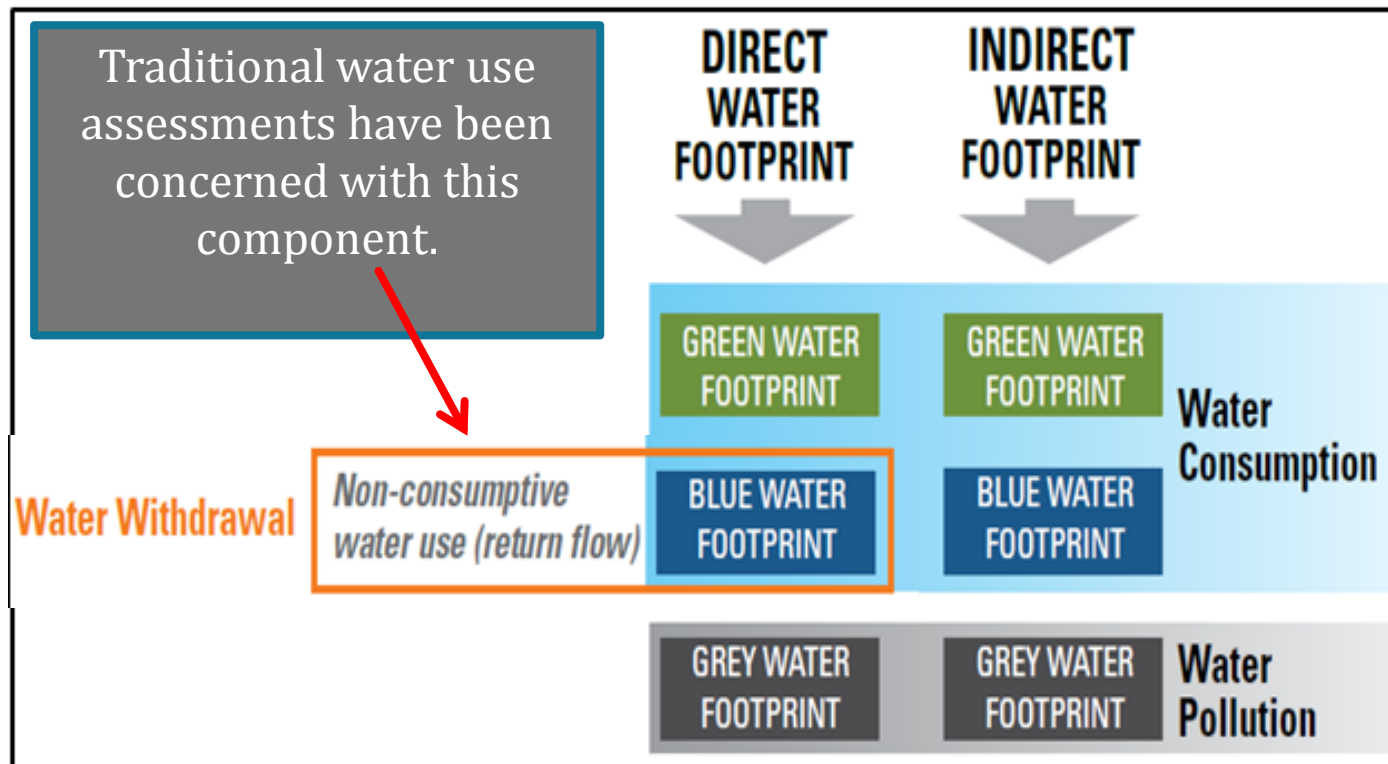 Traditional water use
assessments have been
concerned with this
component.
DIRECT
WATER
FOOTPRINT
INDIRECT
WATER
FOOTPRINT
GREEN WATER
FOOTPRINT
GREEN WATER
FOOTPRINT
Water
Consumption
Water Withdrawal
Non-consumptive
water use (return flow)
BLUE WATER
FOOTPRINT
BLUE WATER
FOOTPRINT
GREY WATER
FOOTPRINT
GREY WATER
FOOTPRINT
Water
Pollution